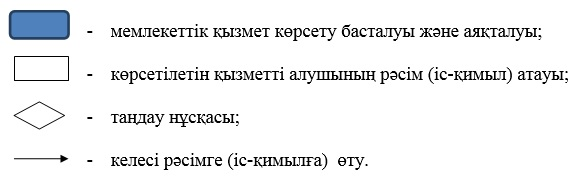 - мемлекеттік қызмет көрсету басталуы және аяқталуы;
- көрсетілетін қызметті алушының рәсім (іс-қимыл) атауы;
- таңдау нұсқасы;
- келесі рәсімге (іс-қимылға) өту.